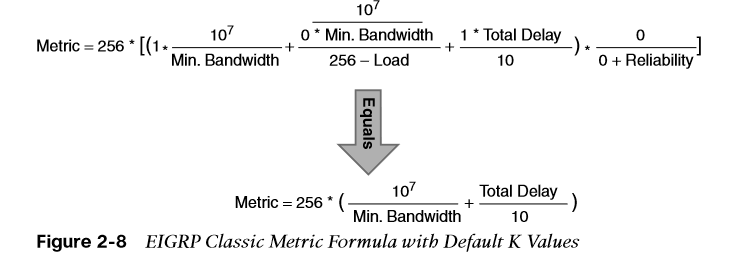 Metric = 256 * [(1 * 10⁷ / Min. Bandwidth + 10⁷ / 0 * Min. Bandwidth / 256 – Load + 1 * Total Delay / 10 ) * 0 / 0 + Reliability ]
Equals
Metric = 256 * ( 10⁷ / Min. Bandwidth + Total Delay / 10 )
Figure 2-8 EIGRP Classic Metric Formula with Default K Values